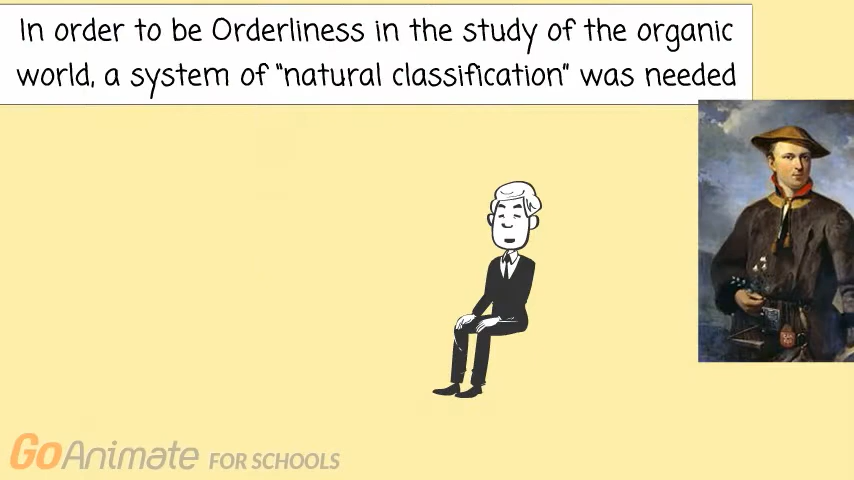 In order to be Orderliness in the study of the organic
world, a system of "natural classification" was needed
GoAnimate FOR SCHOOLS